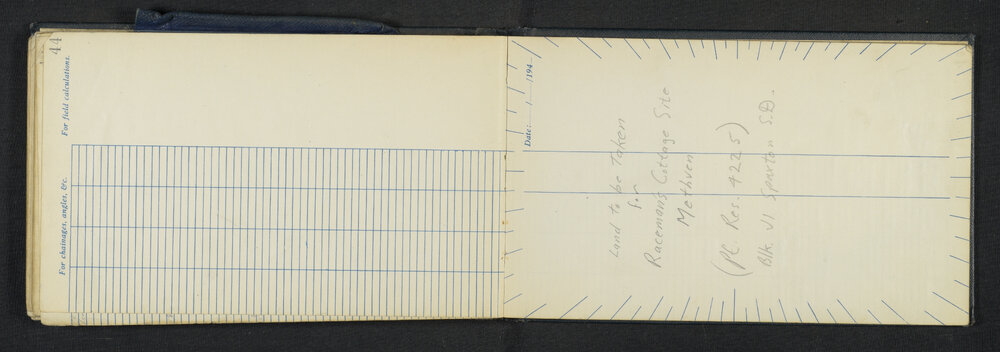 44
For field calculations.
For chainages, angles, &c.
Date: / /194
Land to be Taken
for
Racemans Cottage Site
Methven
(Pt. Res. 4225)
Blk VI Spaxton S.D.